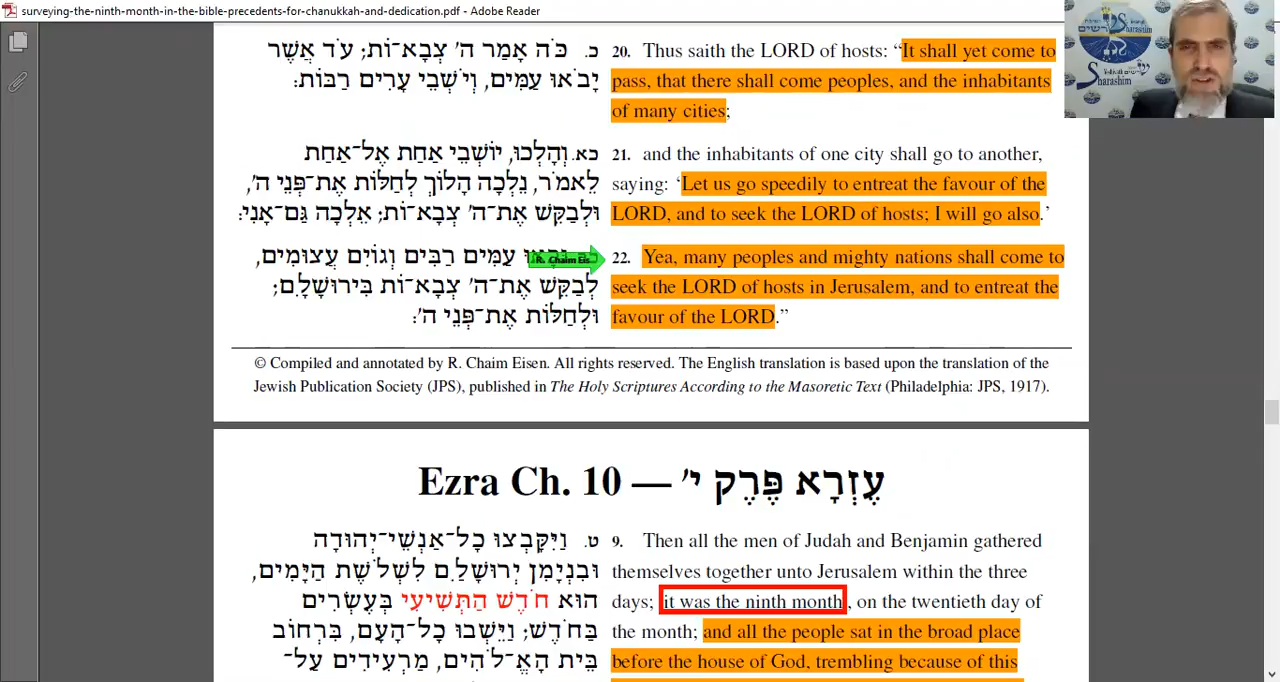 surveying-the-ninth-month-in-the-bible-precedents-for-chanukkah-and-dedication.pdf - Adobe Reader
Sharashim
כ. כֹּה אָמַר ה' צְבָא־וֹת; עֹד אֲשֶׁר
יָבֹאוּ עַמִּים, וְיֹשְׁבֵי עָרִים רַבּוֹת:
20. Thus saith the LORD of hosts: “It shall yet come to
pass, that there shall come peoples, and the inhabitants
of many cities;
כא. וְהָלְכוּ, יוֹשְׁבֵי אַחַת אֶל־אַחַת
לֵאמֹר, נֵלְכָה הָלוֹךְ לְחַלּוֹת אֶת־פְּנֵי ה',
וּלְבַקֵּשׁ אֶת־ה' צְבָא־וֹת; אֵלְכָה גַּם־אָנִי:
21. and the inhabitants of one city shall go to another,
saying: ‘Let us go speedily to entreat the favour of the
LORD, and to seek the LORD of hosts; I will go also.’
עַמִּים רַבִּים וְגוֹיִם עֲצוּמִים,
לְבַקֵּשׁ אֶת־ה' צְבָא־וֹת בִּירוּשָׁלִָם;
וּלְחַלּוֹת אֶת־פְּנֵי ה':
R. Chaim Eis
22. Yea, many peoples and mighty nations shall come to
seek the LORD of hosts in Jerusalem, and to entreat the
favour of the LORD.”
© Compiled and annotated by R. Chaim Eisen. All rights reserved. The English translation is based upon the translation of the
Jewish Publication Society (JPS), published in The Holy Scriptures According to the Masoretic Text (Philadelphia: JPS, 1917).
Ezra Ch. 10 — עֶזְרָא פֶּרֶק י'
ט. וַיִּקָּבְצוּ כָל־אַנְשֵׁי־יְהוּדָה
וּבִנְיָמִן יְרוּשָׁלִַם לִשְׁלֹשֶׁת הַיָּמִים,
הוּא חֹדֶשׁ הַתְּשִׁיעִי בְּעֶשְׂרִים
בַּחֹדֶשׁ; וַיֵּשְׁבוּ כָל־הָעָם, בִּרְחוֹב
בֵּית הָאֱ־לֹהִים, מַרְעִידִים עַל־
9. Then all the men of Judah and Benjamin gathered
themselves together unto Jerusalem within the three
days; it was the ninth month, on the twentieth day of
the month; and all the people sat in the broad place
before the house of God, trembling because of this